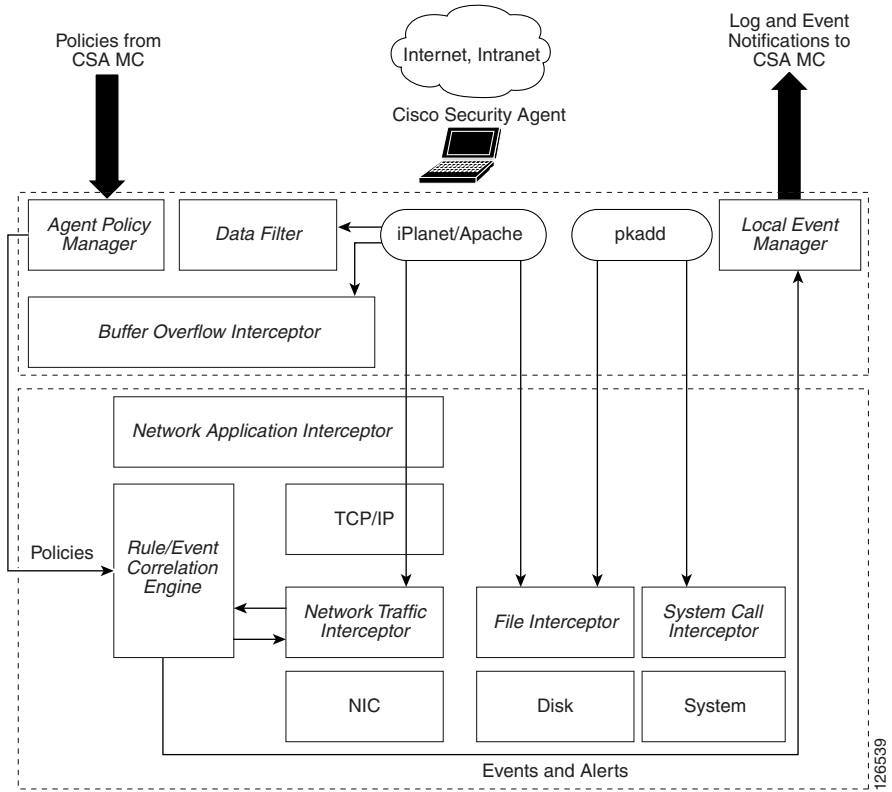 Policies from
CSA MC
Internet, Intranet
Log and Event
Notifications to
CSA MC
Cisco Security Agent
Agent Policy
Manager
Data Filter
iPlanet/Apache
pkadd
Local Event
Manager
Buffer Overflow Interceptor
Network Application Interceptor
Policies
Rule/Event
Correlation
Engine
TCP/IP
Network Traffic
Interceptor
File Interceptor
System Call
Interceptor
NIC
Disk
System
Events and Alerts
126539